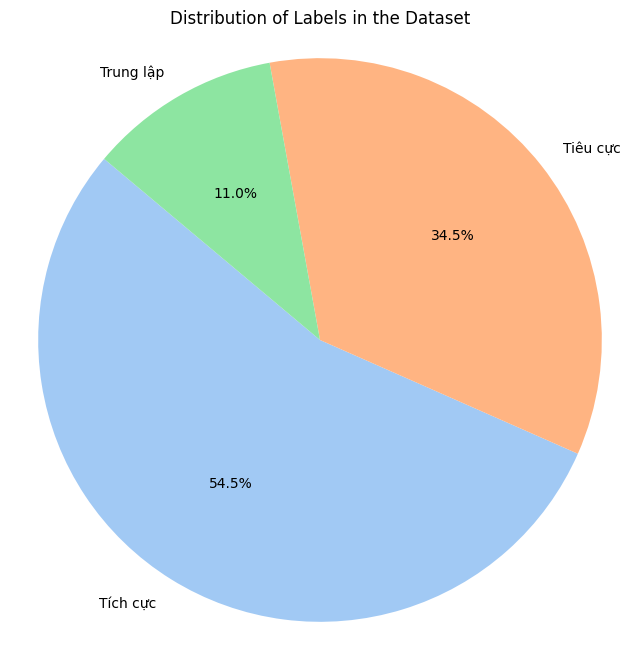 Distribution of Labels in the Dataset
Trung lập
Tiêu cực
11.0%
34.5%
54.5%
Tích cực